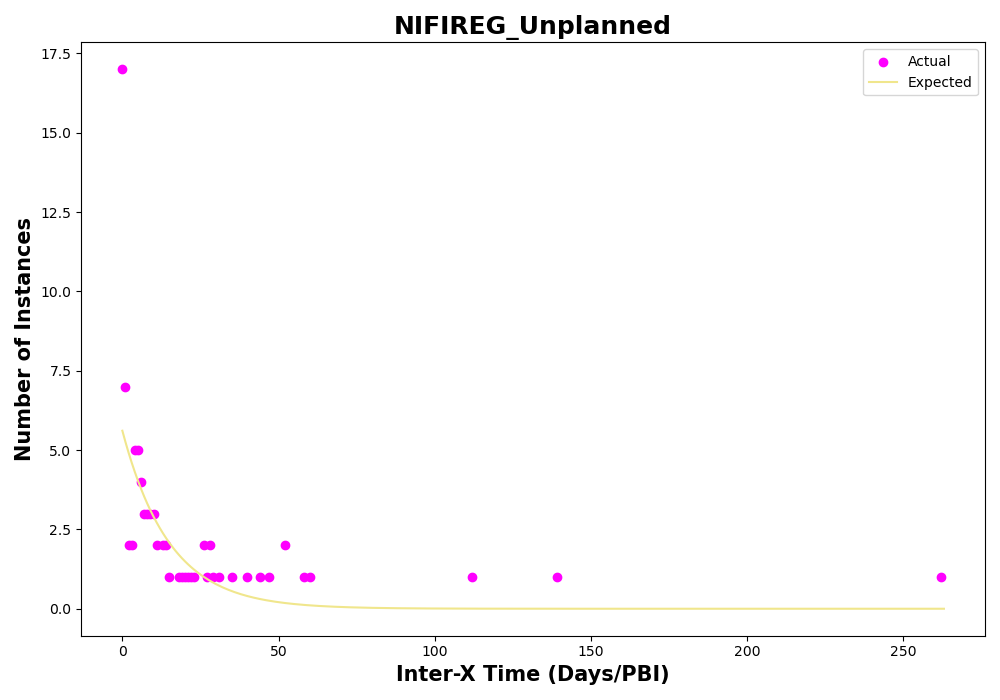 NIFIREG_Unplanned
Actual
Expected
17.5
15.0
12.5
10.0
7.5
5.0
2.5
0.0
Number of Instances
0
50
100
150
200
250
Inter-X Time (Days/PBI)